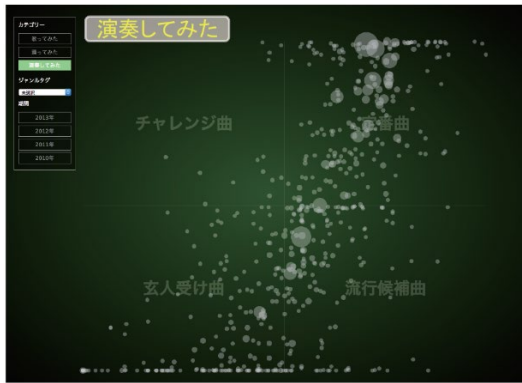 カテゴリー
歌ってみた
踊ってみた
演奏してみた
ジャンルタグ
未選択
期間
2013年
2012年
2011年
2010年
演奏してみた
チャレンジ曲
定番曲
玄人受け曲
流行候補曲